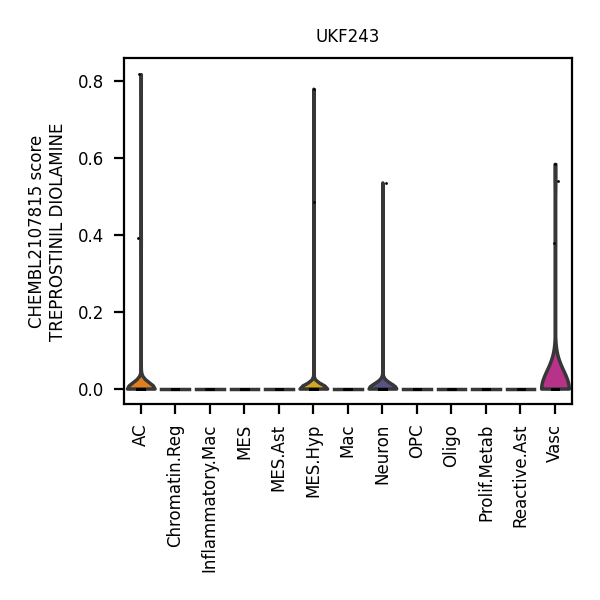 UKF243
CHEMBL2107815 score
TREPROSTINIL DIOLAMINE
0.8
0.6
0.4
0.2
0.0
AC
Chromatin.Reg
Inflammatory.Mac
MES
MES.Ast
MES.Hyp
Mac
Neuron
OPC
Oligo
Prolif.Metab
Reactive.Ast
Vasc